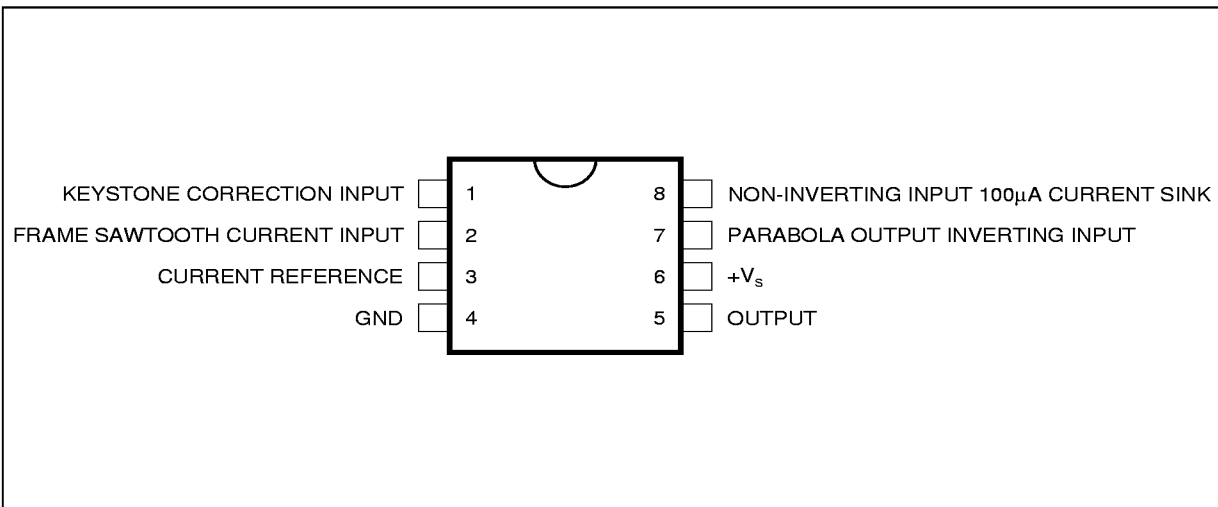 KEYSTONE CORRECTION INPUT 1 8 NON-INVERTING INPUT 100μA CURRENT SINK
FRAME SAWTOOTH CURRENT INPUT 2 7 PARABOLA OUTPUT INVERTING INPUT
CURRENT REFERENCE 3 6 +Vs
GND 4 5 OUTPUT